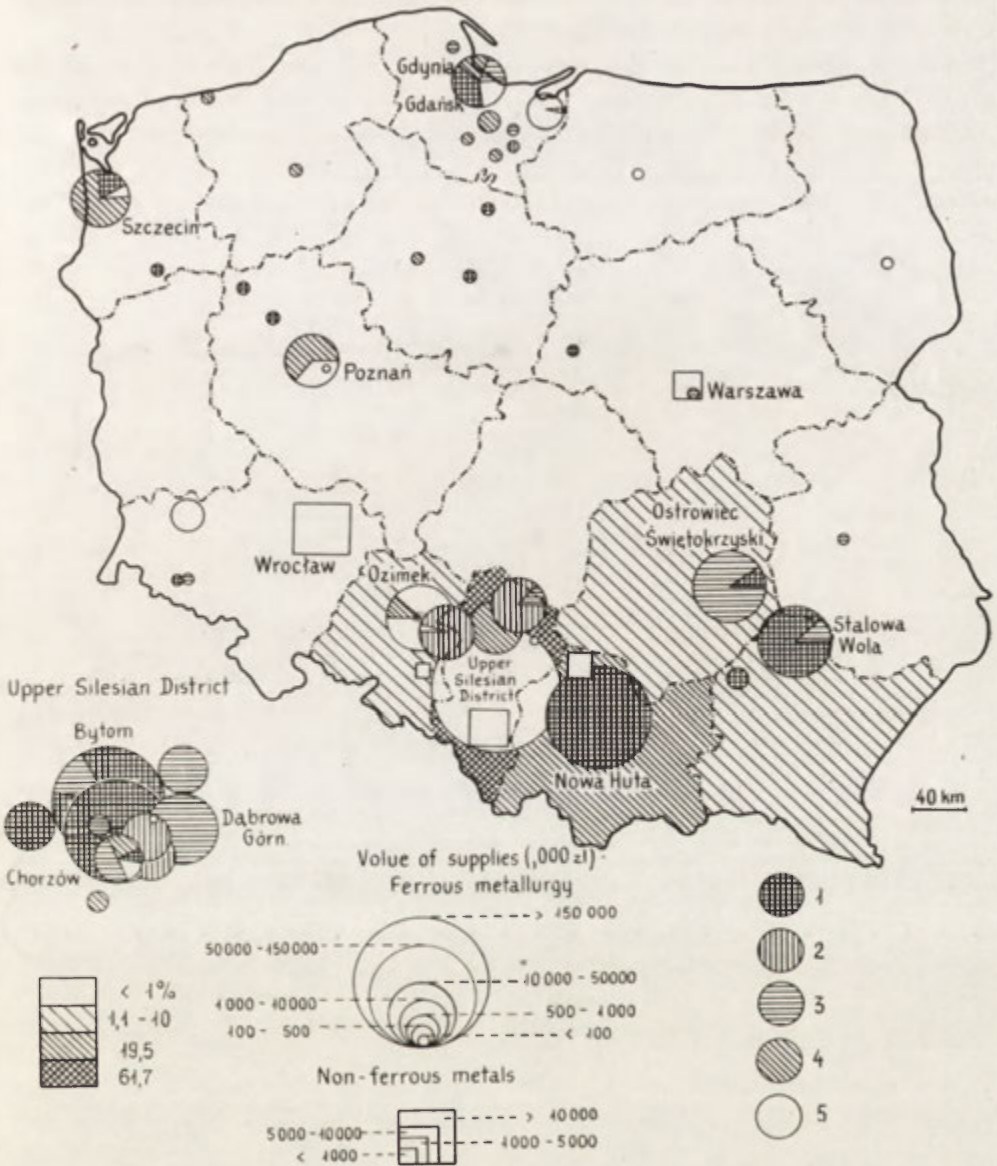 Gdynia
Gdańsk
Szczecin
Poznań
Warszawa
Wrocław
Ozimek
Ostrowiec
Świętokrzyski
Stalowa
Wola
Upper
Silesian
District
Nowa Huta
40 km
Upper Silesian District
Bytom
Dąbrowa
Górn.
Chorzów
Volue of supplies (,000 zł)
Ferrous metallurgy
> 150 000
50000 - 150000
10 000 - 50000
1000 - 10000
500 - 1000
100 - 500
< 100
Non-ferrous metals
> 10000
5000 - 10000
1000 - 5000
< 1000
< 1%
1,1 - 10
19,5
61,7
1
2
3
4
5